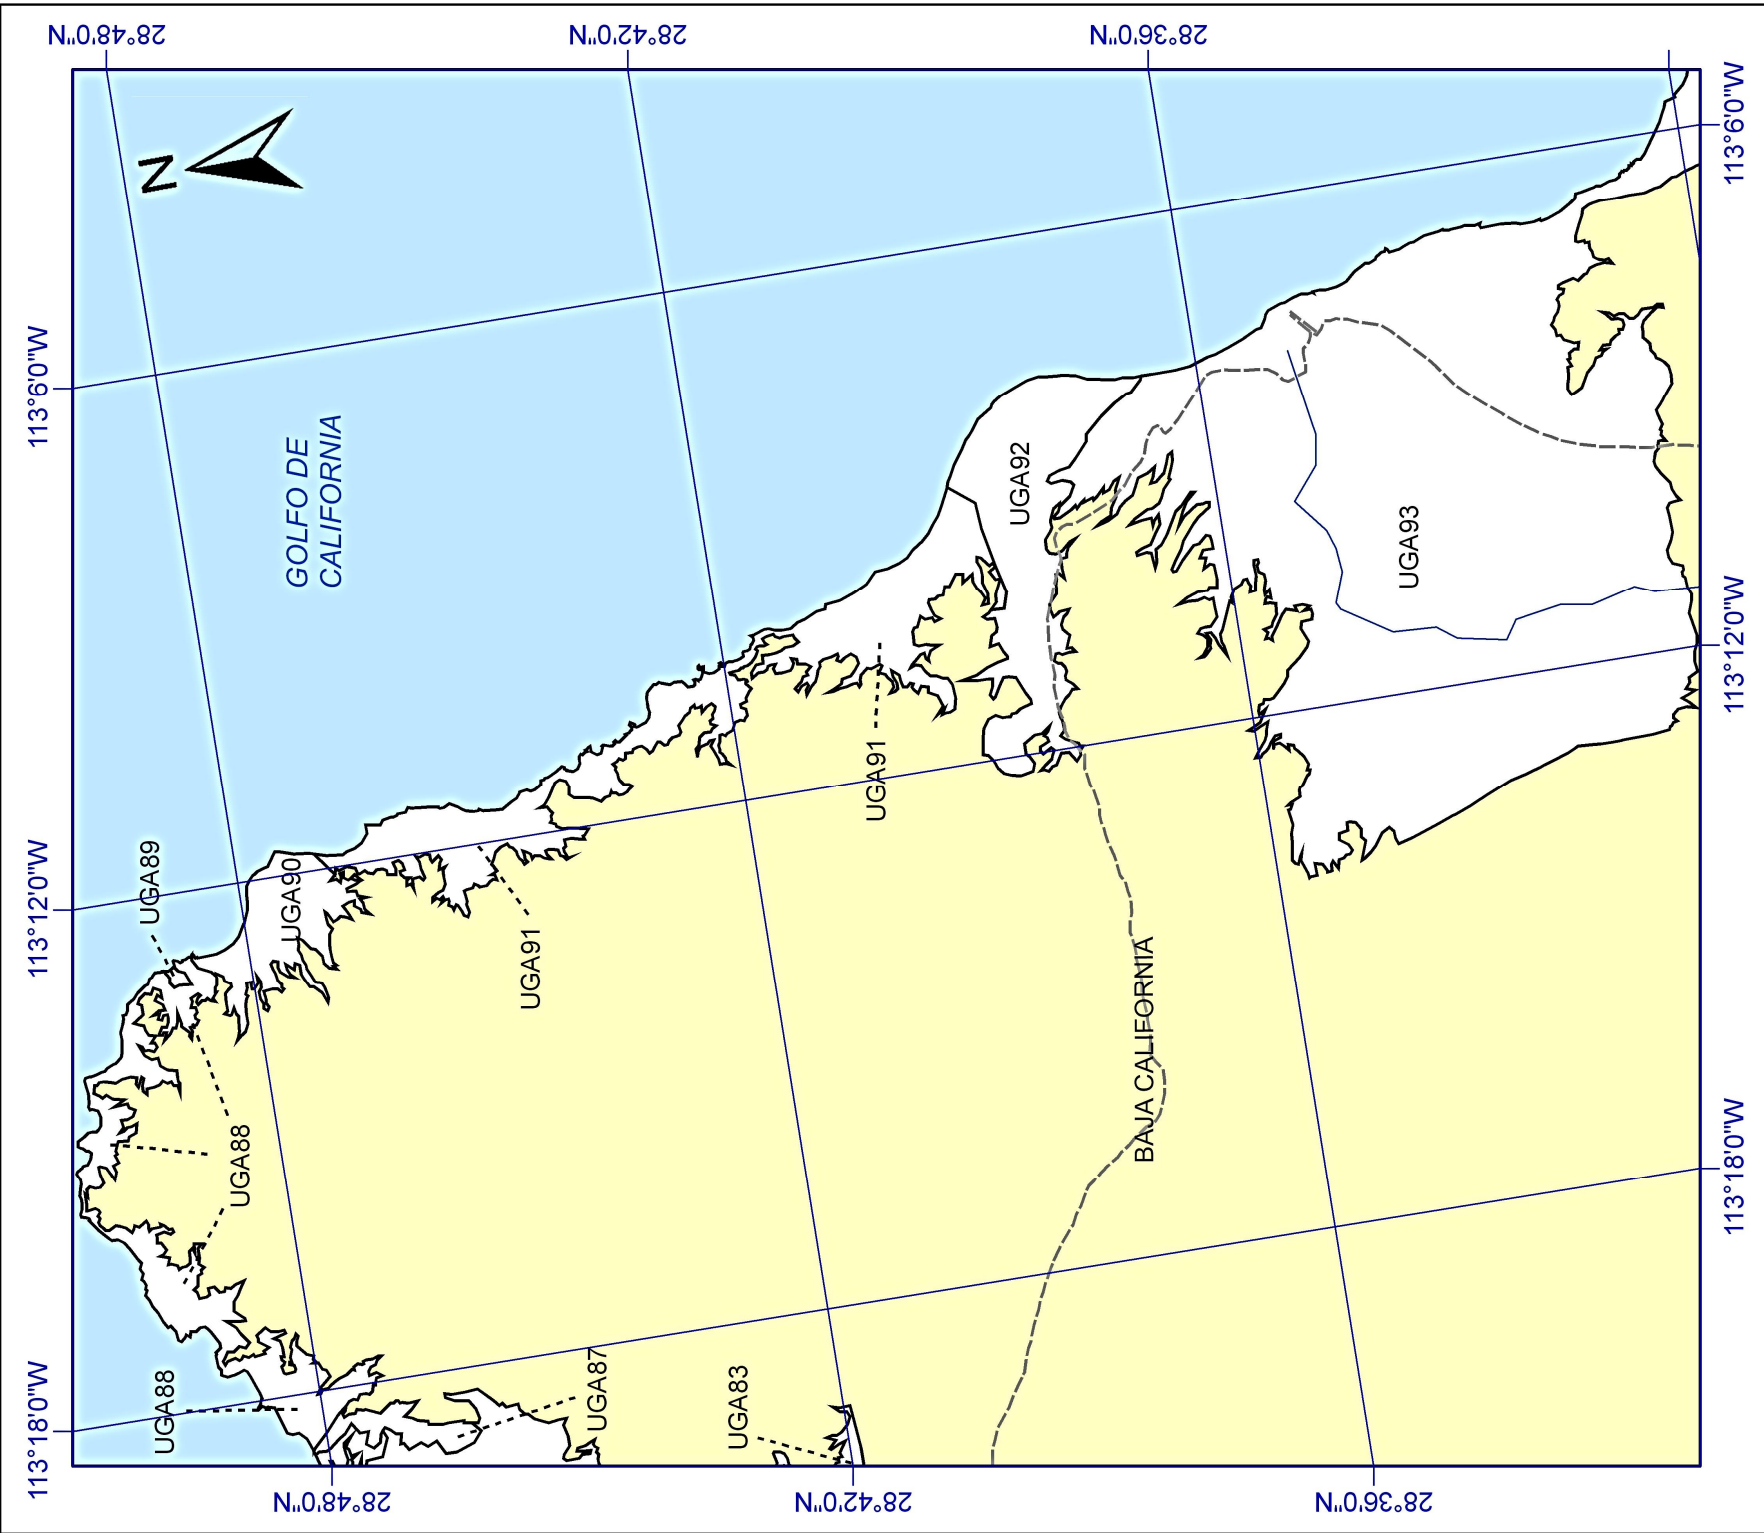 28°48'0"N
28°42'0"N
28°36'0"N
N
113°6'0"W
113°6'0"W
GOLFO DE
CALIFORNIA
UGA92
UGA93
113°12'0"W
UGA91
113°12'0"W
UGA89
UGA90
UGA91
BAJA CALIFORNIA
UGA88
113°18'0"W
113°18'0"W
UGA88
UGA87
UGA83
28°48'0"N
28°42'0"N
28°36'0"N